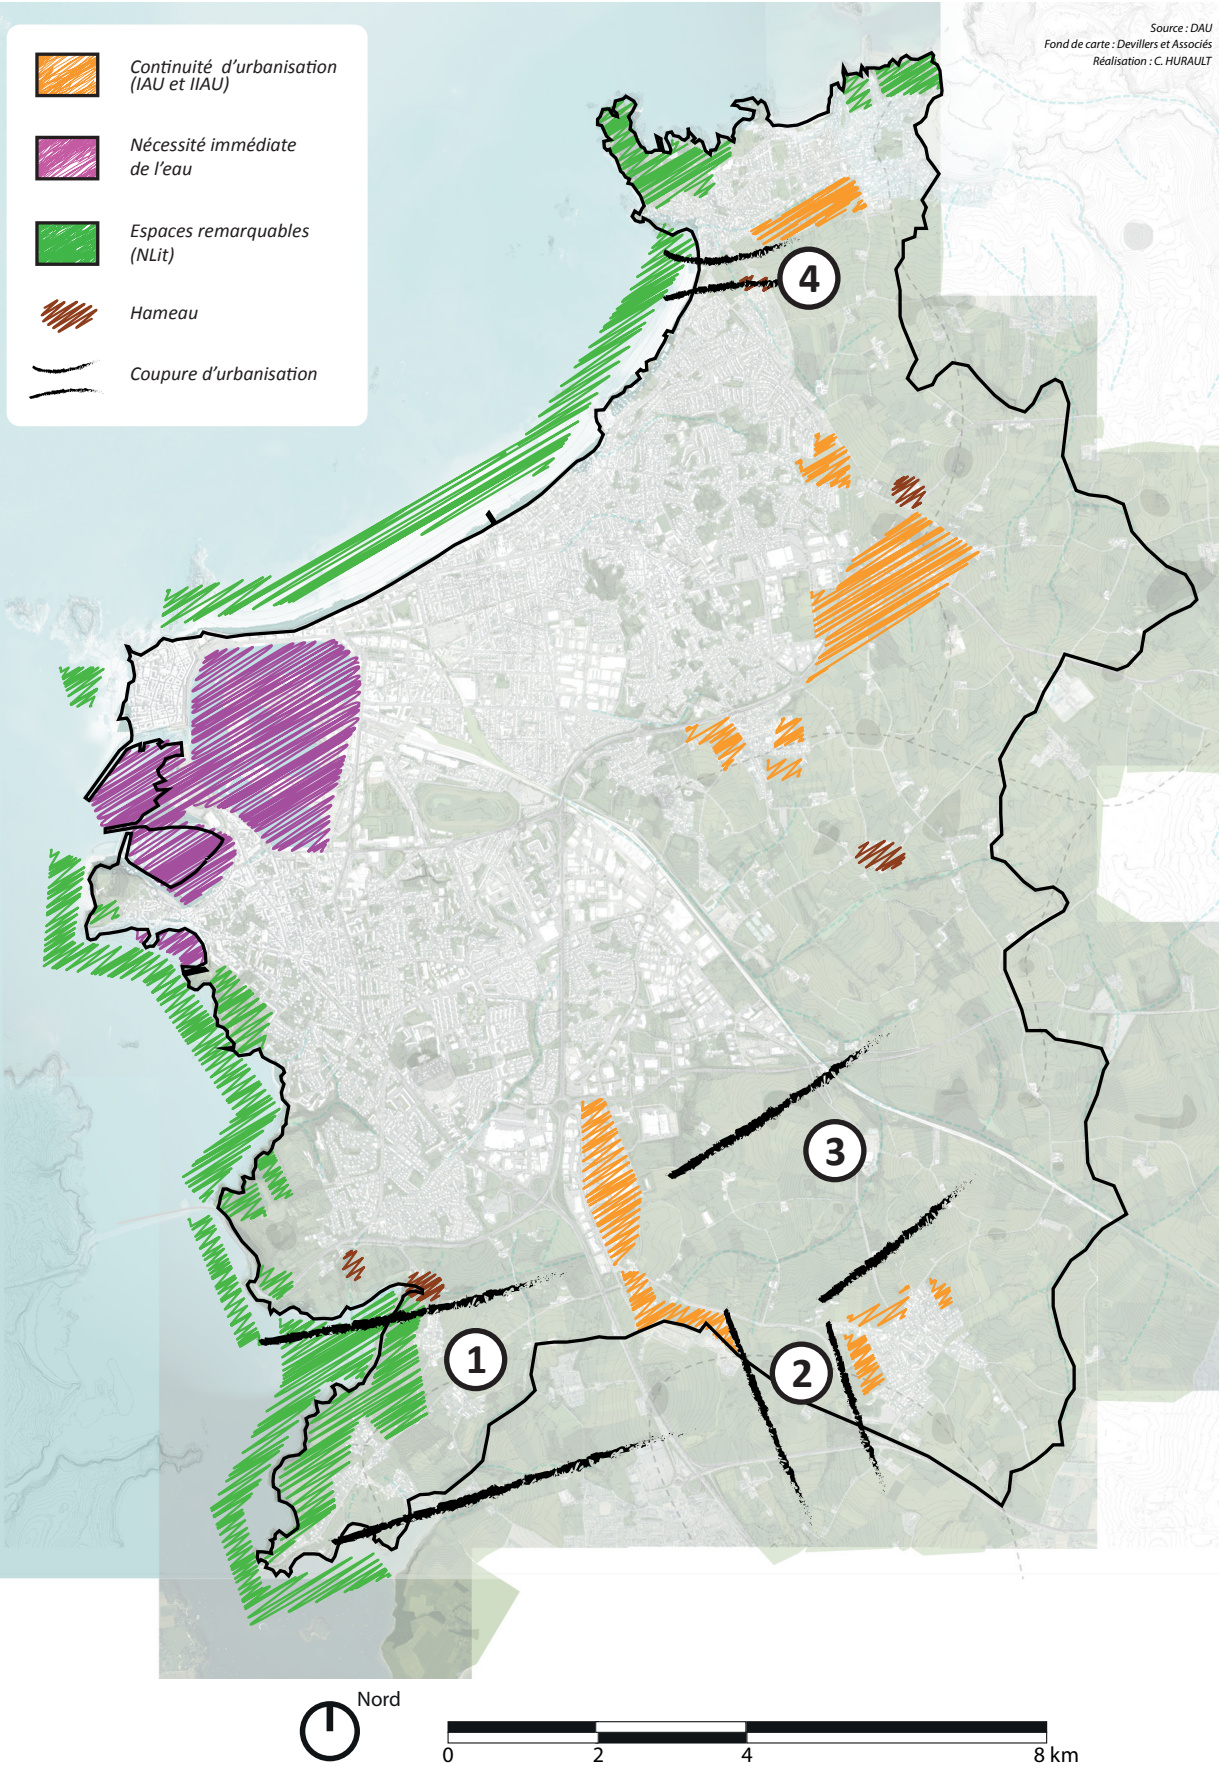 Source : DAU
Fond de carte : Devillers et Associés
Réalisation : C. HURAULT
Continuité d'urbanisation
(IAU et IIAU)
Nécessité immédiate
de l'eau
Espaces remarquables
(NLit)
Hameau
Coupure d'urbanisation
4
3
1
2
Nord
0 2 4 8 km